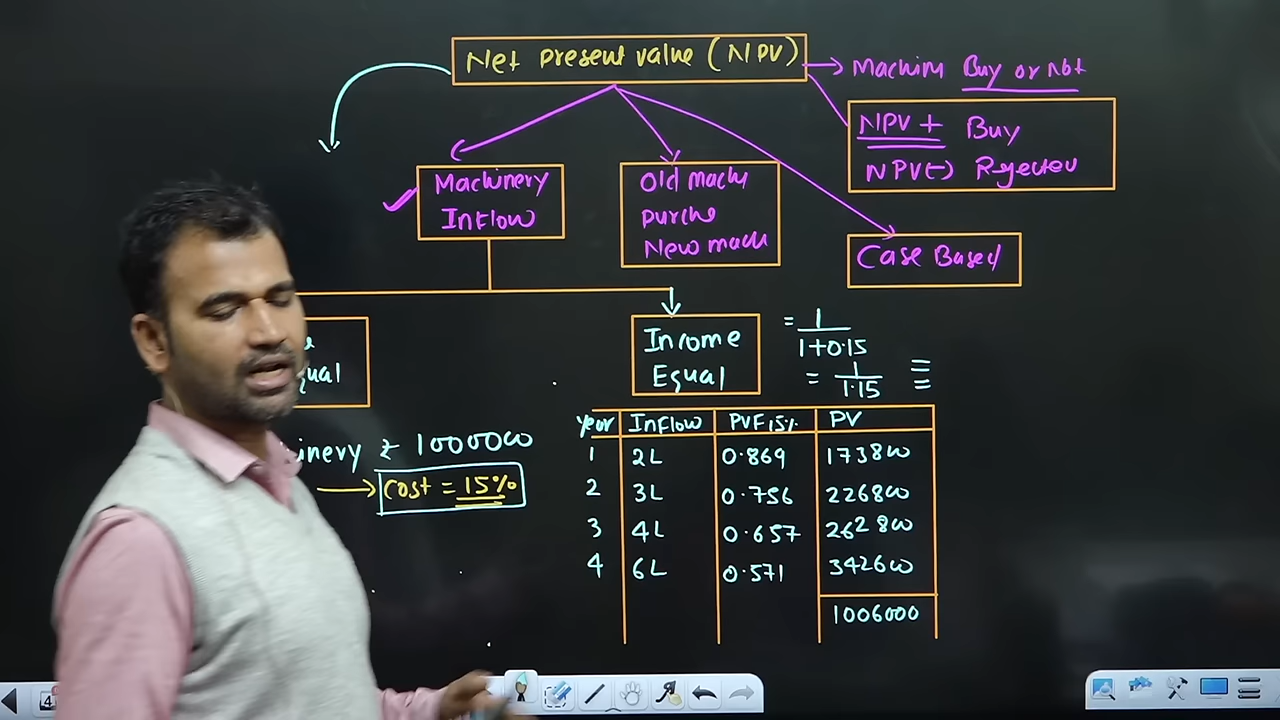 Net present value (NPV)
Machim Buy or Not
NPV + Buy
NPV(-) Rejected
Machinery
Inflow
Old machi
purche
New mach
Case Based
Income
Equal
= 1
1+0.15
= 1
1.15
qual
inery ₹ 1000000
Cost = 15%
year Inflow PVF15% PV
1 2L 0.869 173800
2 3L 0.756 226800
3 4L 0.657 262800
4 6L 0.571 342600
1006000
4